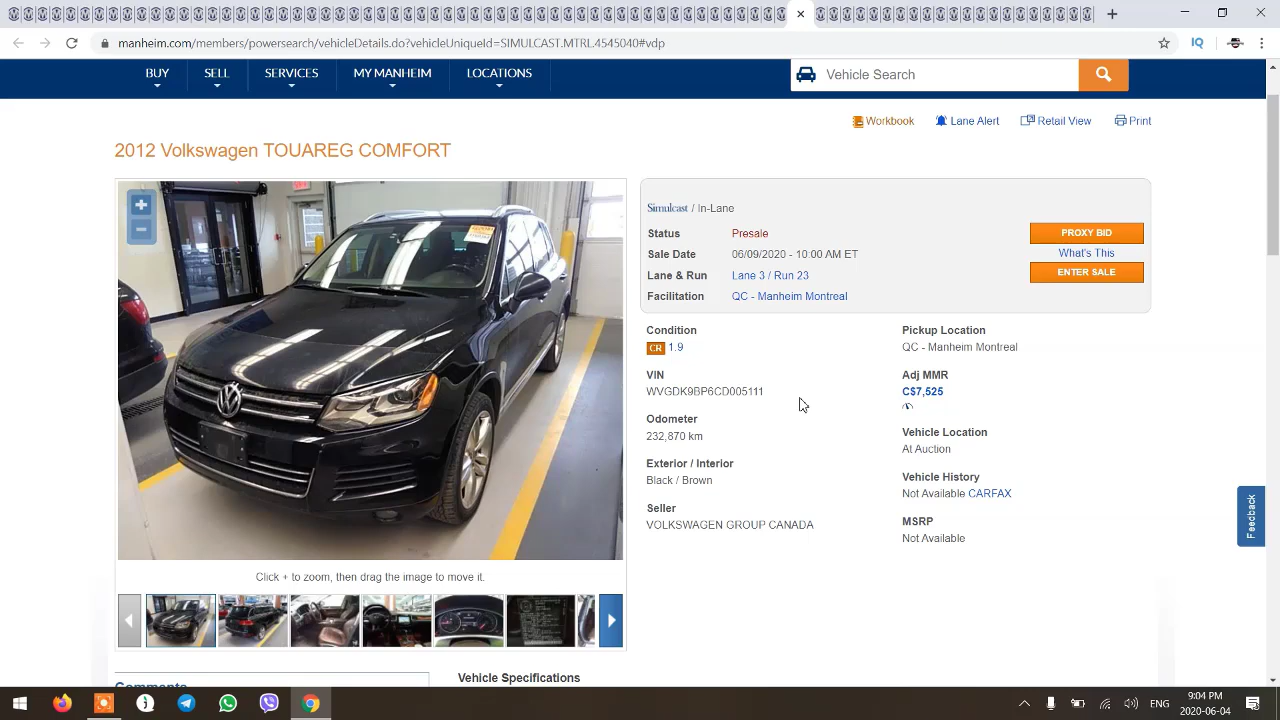 manheim.com/members/powersearch/vehicleDetails.do?vehicleUniqueId=SIMULCAST.MTRL.4545040#vdp
IQ
BUY SELL SERVICES MY MANHEIM LOCATIONS
Vehicle Search
Workbook Lane Alert Retail View Print
2012 Volkswagen TOUAREG COMFORT
Simulcast / In-Lane
Status Presale
Sale Date 06/09/2020 - 10:00 AM ET
Lane & Run Lane 3 / Run 23
Facilitation QC - Manheim Montreal
PROXY BID
What's This
ENTER SALE
Condition
CR 1.9
VIN
WVGDK9BP6CD005111
Odometer
232,870 km
Exterior / Interior
Black / Brown
Seller
VOLKSWAGEN GROUP CANADA
Pickup Location
QC - Manheim Montreal
Adj MMR
C$7,525
Vehicle Location
At Auction
Vehicle History
Not Available CARFAX
MSRP
Not Available
Feedback
Click + to zoom, then drag the image to move it.
Comments
Vehicle Specifications
ENG
9:04 PM
2020-06-04